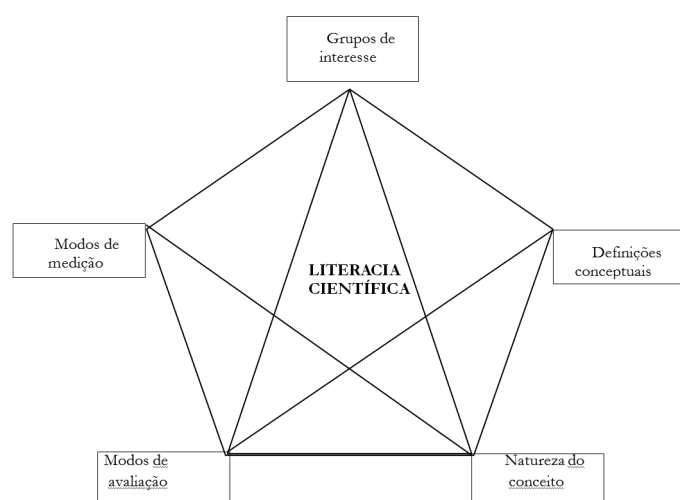 Grupos de
interesse
Modos de
medição
Definições
conceptuais
LITERACIA
CIENTÍFICA
Modos de
avaliação
Natureza do
conceito